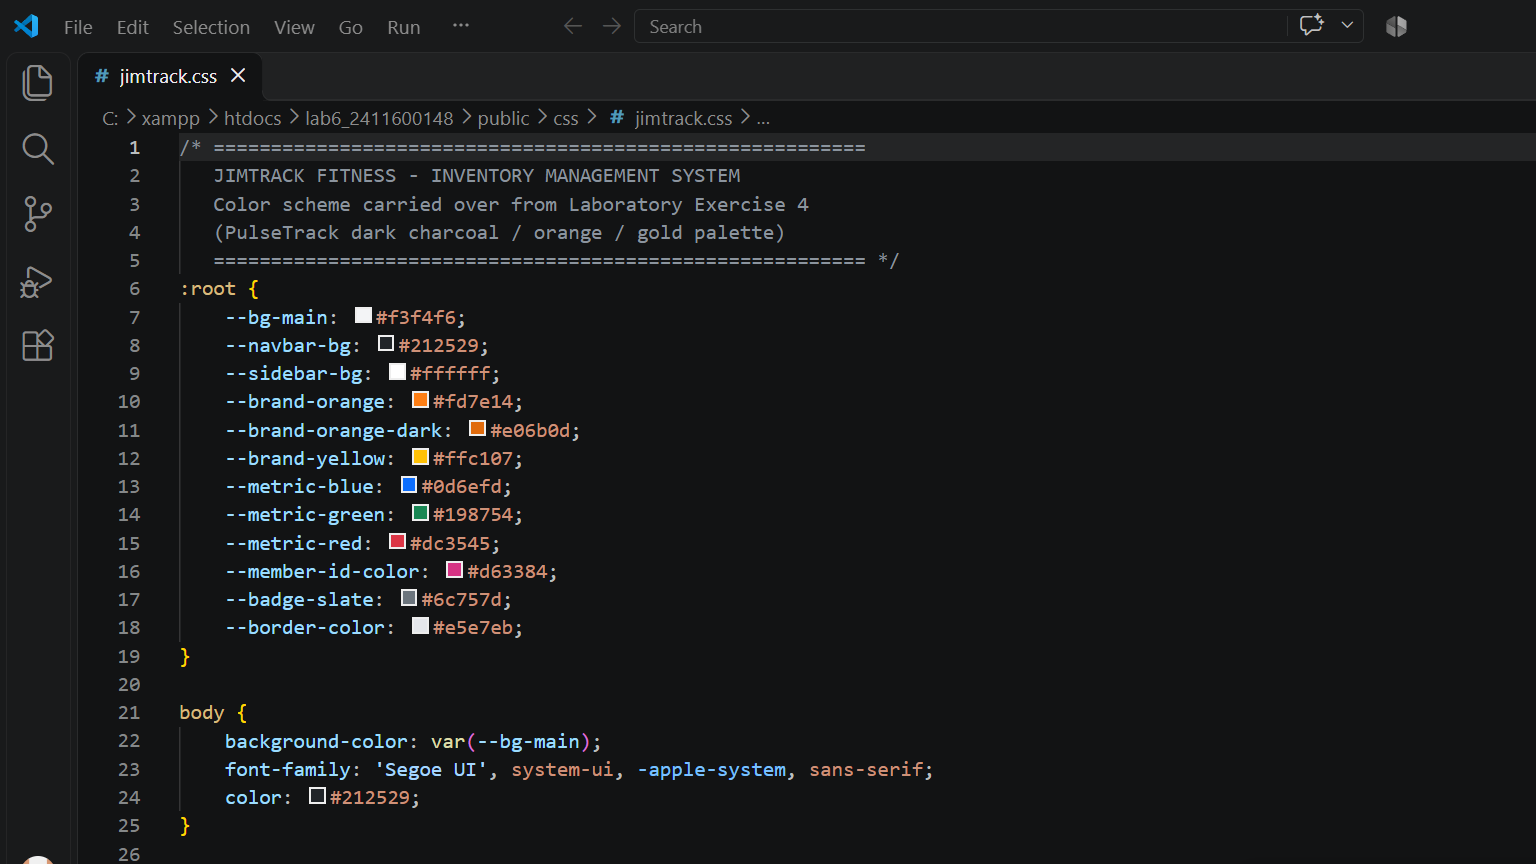 File Edit Selection View Go Run ...
Search
# jimtrack.css
C: > xampp > htdocs > lab6_2411600148 > public > css > # jimtrack.css > ...
1 /* =========================================================
2 JIMTRACK FITNESS - INVENTORY MANAGEMENT SYSTEM
3 Color scheme carried over from Laboratory Exercise 4
4 (PulseTrack dark charcoal / orange / gold palette)
5 ========================================================= */
6 :root {
7 --bg-main: #f3f4f6;
8 --navbar-bg: #212529;
9 --sidebar-bg: #ffffff;
10 --brand-orange: #fd7e14;
11 --brand-orange-dark: #e06b0d;
12 --brand-yellow: #ffc107;
13 --metric-blue: #0d6efd;
14 --metric-green: #198754;
15 --metric-red: #dc3545;
16 --member-id-color: #d63384;
17 --badge-slate: #6c757d;
18 --border-color: #e5e7eb;
19 }
20
21 body {
22 background-color: var(--bg-main);
23 font-family: 'Segoe UI', system-ui, -apple-system, sans-serif;
24 color: #212529;
25 }
26